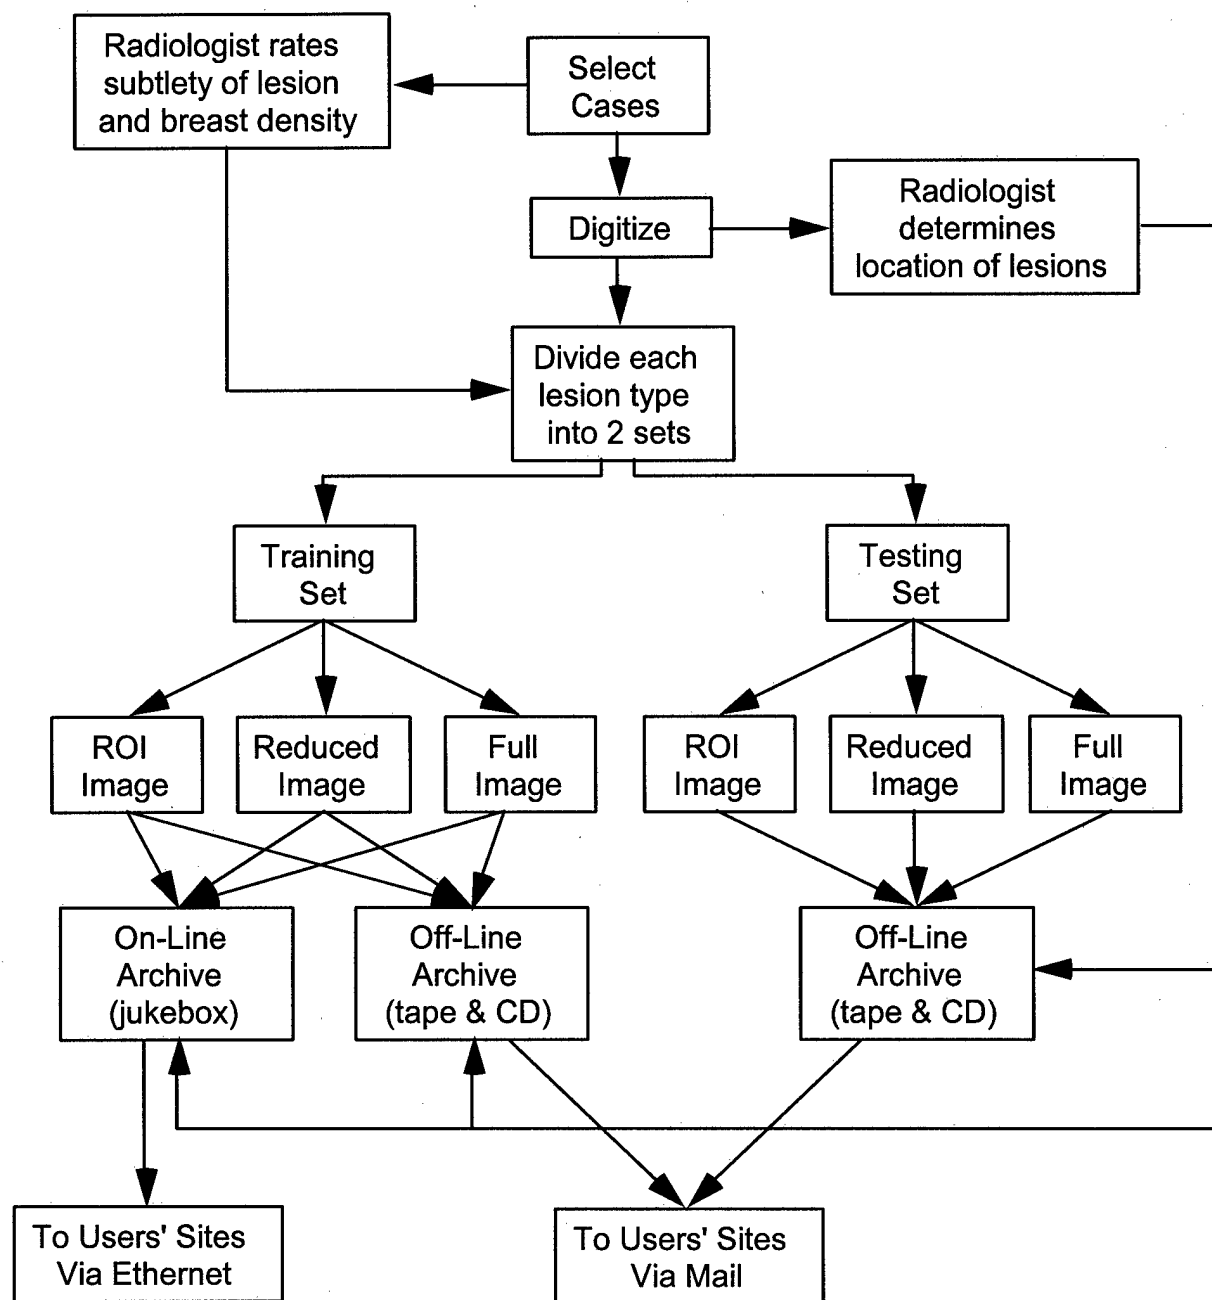 Radiologist rates
subtlety of lesion
and breast density
Select
Cases
Digitize
Radiologist
determines
location of lesions
Divide each
lesion type
into 2 sets
Training
Set
Testing
Set
ROI
Image
Reduced
Image
Full
Image
ROI
Image
Reduced
Image
Full
Image
On-Line
Archive
(jukebox)
Off-Line
Archive
(tape & CD)
Off-Line
Archive
(tape & CD)
To Users' Sites
Via Ethernet
To Users' Sites
Via Mail